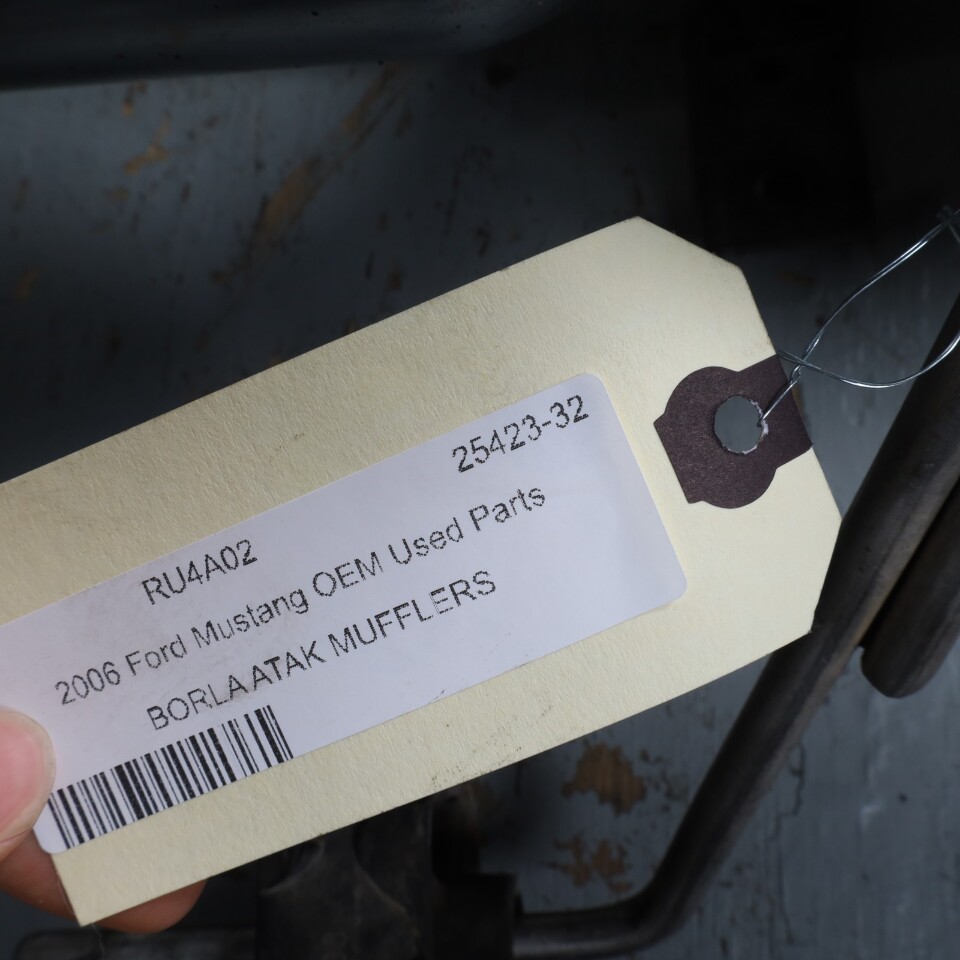 25423-32
RU4A02
2006 Ford Mustang OEM Used Parts
BORLA ATAK MUFFLERS